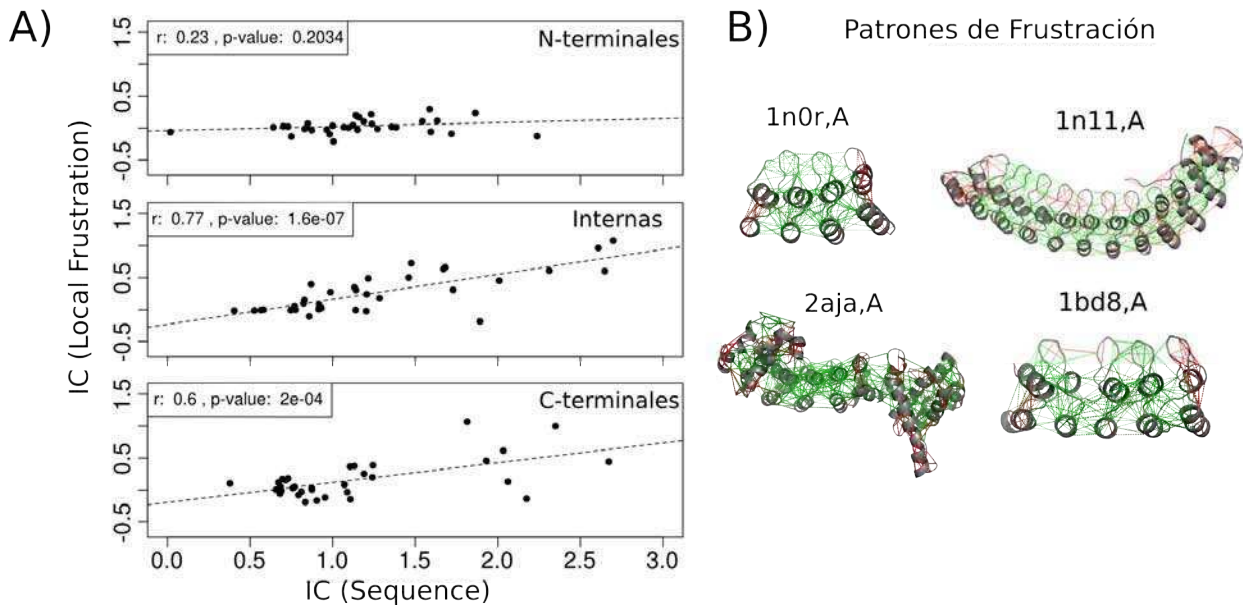 A)
r: 0.23 , p-value: 0.2034
N-terminales
1.5
0.5
-0.5
r: 0.77 , p-value: 1.6e-07
Internas
1.5
0.5
-0.5
r: 0.6 , p-value: 2e-04
C-terminales
1.5
0.5
-0.5
IC (Local Frustration)
0.0 0.5 1.0 1.5 2.0 2.5 3.0
IC (Sequence)
B)
Patrones de Frustración
1n0r,A
1n11,A
2aja,A
1bd8,A